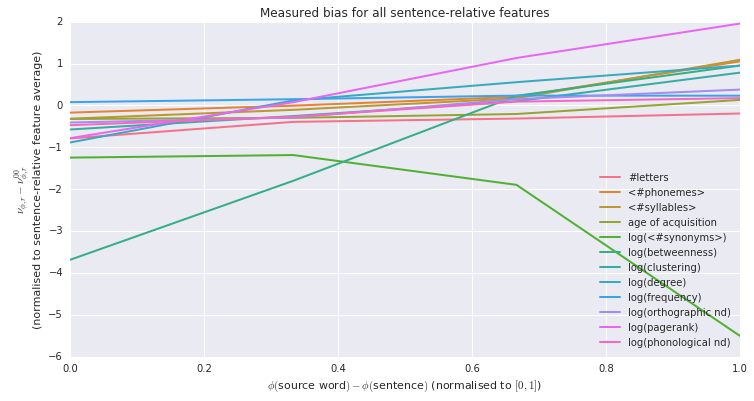 Measured bias for all sentence-relative features
2
1
0
−1
−2
−3
−4
−5
−6
0.0
0.2
0.4
0.6
0.8
1.0
ν_{φ,r} − ν^{00}_{φ,r}
(normalised to sentence-relative feature average)
φ(source word) − φ(sentence) (normalised to [0, 1])
#letters
<#phonemes>
<#syllables>
age of acquisition
log(<#synonyms>)
log(betweenness)
log(clustering)
log(degree)
log(frequency)
log(orthographic nd)
log(pagerank)
log(phonological nd)